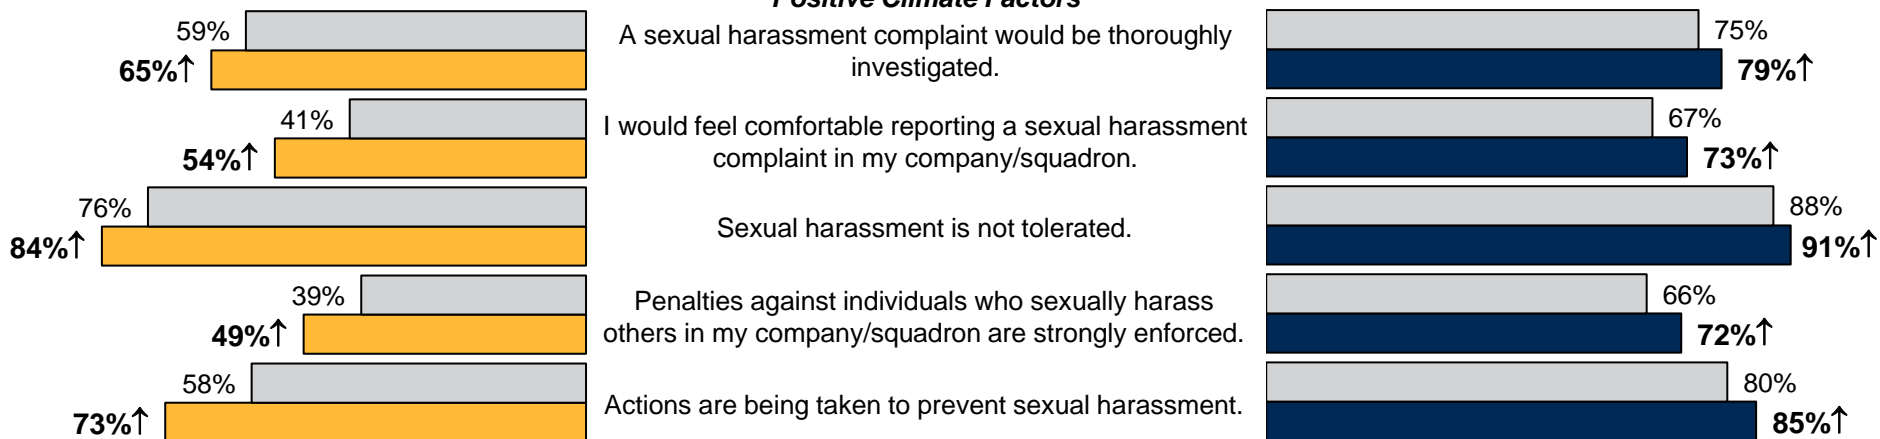 Positive Climate Factors
59%
A sexual harassment complaint would be thoroughly
75%
65%↑
investigated.
79%↑
41%
I would feel comfortable reporting a sexual harassment
67%
54%↑
complaint in my company/squadron.
73%↑
76%
Sexual harassment is not tolerated.
88%
84%↑
91%↑
39%
Penalties against individuals who sexually harass
66%
49%↑
others in my company/squadron are strongly enforced.
72%↑
58%
80%
Actions are being taken to prevent sexual harassment.
73%↑
85%↑